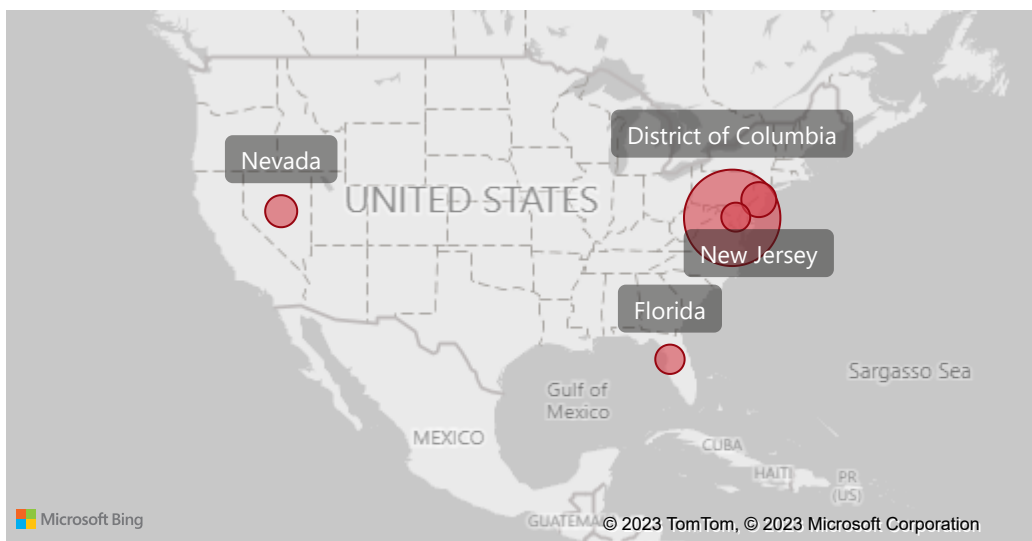 District of Columbia
Nevada
UNITED STATES
New Jersey
Florida
Sargasso Sea
Gulf of
Mexico
MEXICO
CUBA
HAITI
PR
(US)
Microsoft Bing
GUATEMA
© 2023 TomTom, © 2023 Microsoft Corporation